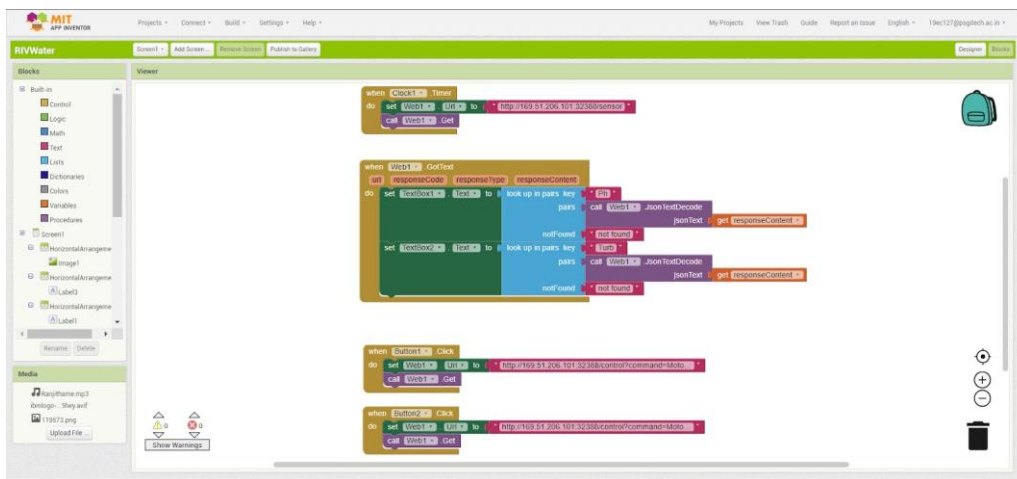 MIT
APP INVENTOR
Projects Connect Build Settings Help
My Projects View Trash Guide Report an Issue English 19ec127@psgtech.ac.in
RIVWater
Screen1 Add Screen ... Remove Screen Publish to Gallery
Designer Blocks
Blocks
Viewer
Built-in
Control
Logic
Math
Text
Lists
Dictionaries
Colors
Variables
Procedures
Screen1
HorizontalArrangeme
Image1
HorizontalArrangeme
Label3
HorizontalArrangeme
Label1
Rename Delete
Media
Ranjithame.mp3
119573.png
Upload File ...
when Clock1 .Timer
do set Web1 . Url to " http://169.51.206.101:32388/sensor "
call Web1 .Get
when Web1 .GotText
url responseCode responseType responseContent
do set TextBox1 . Text to look up in pairs key " Ph "
pairs call Web1 .JsonTextDecode
jsonText get responseContent
notFound " not found "
set TextBox2 . Text to look up in pairs key " Turb "
pairs call Web1 .JsonTextDecode
jsonText get responseContent
notFound " not found "
when Button1 .Click
do set Web1 . Url to " http://169.51.206.101:32388/control?command=Moto... "
call Web1 .Get
when Button2 .Click
do set Web1 . Url to " http://169.51.206.101:32388/control?command=Moto... "
call Web1 .Get
0 0
Show Warnings